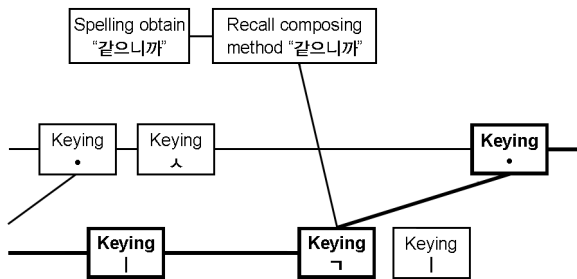 Spelling obtain
“같으니까”
Recall composing
method “같으니까”
Keying
•
Keying
ㅅ
Keying
•
Keying
ㅣ
Keying
ㄱ
Keying
ㅣ